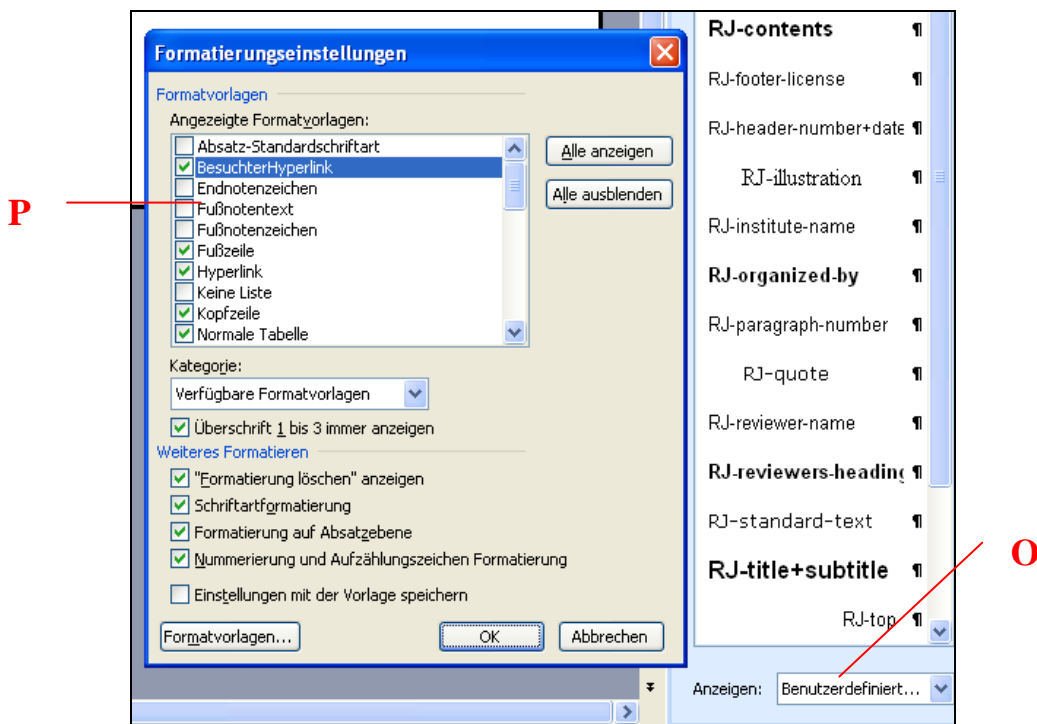 Formatierungseinstellungen
Formatvorlagen
Angezeigte Formatvorlagen:
Absatz-Standardschriftart
BesuchterHyperlink
Endnotenzeichen
Fußnotentext
Fußnotenzeichen
Fußzeile
Hyperlink
Keine Liste
Kopfzeile
Normale Tabelle
Alle anzeigen
Alle ausblenden
Kategorie:
Verfügbare Formatvorlagen
Überschrift 1 bis 3 immer anzeigen
Weiteres Formatieren
"Formatierung löschen" anzeigen
Schriftartformatierung
Formatierung auf Absatzebene
Nummerierung und Aufzählungszeichen Formatierung
Einstellungen mit der Vorlage speichern
Formatvorlagen...
OK
Abbrechen
P
RJ-contents ¶
RJ-footer-license ¶
RJ-header-number+date ¶
RJ-illustration ¶
RJ-institute-name ¶
RJ-organized-by ¶
RJ-paragraph-number ¶
RJ-quote ¶
RJ-reviewer-name ¶
RJ-reviewers-heading ¶
RJ-standard-text ¶
RJ-title+subtitle ¶
RJ-top ¶
O
Anzeigen: Benutzerdefiniert...